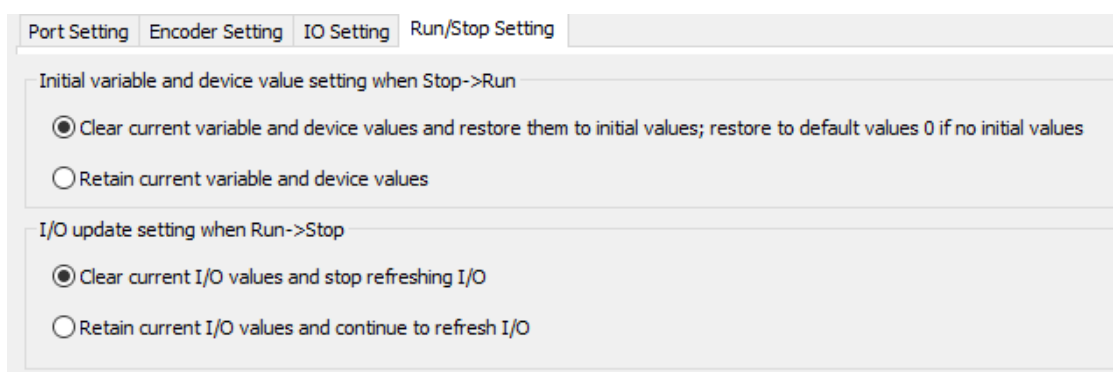 Port Setting Encoder Setting IO Setting Run/Stop Setting
Initial variable and device value setting when Stop->Run
Clear current variable and device values and restore them to initial values; restore to default values 0 if no initial values
Retain current variable and device values
I/O update setting when Run->Stop
Clear current I/O values and stop refreshing I/O
Retain current I/O values and continue to refresh I/O